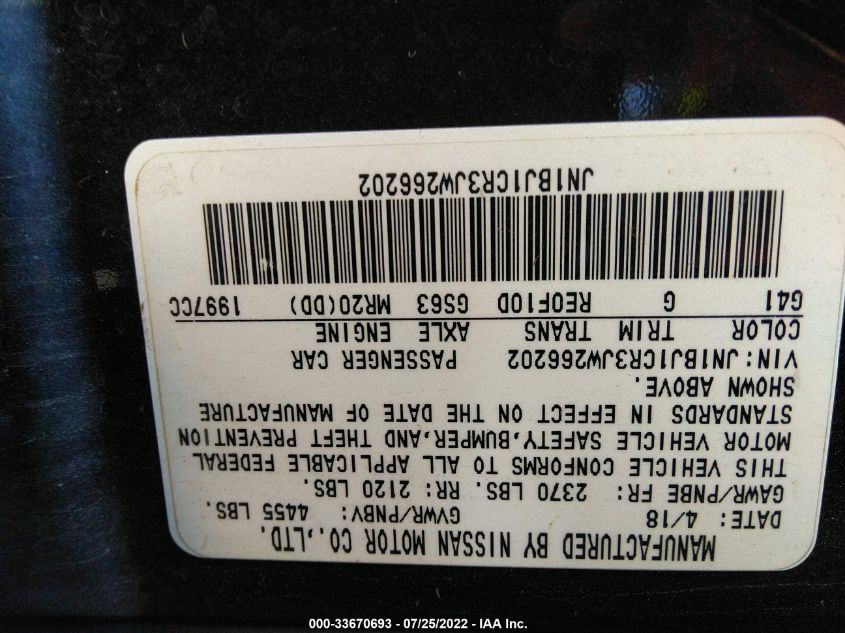 MANUFACTURED BY NISSAN MOTOR CO.,LTD.
DATE: 4/18 GVWR/PNBV: 4455 LBS.
GAWR/PNBE FR: 2370 LBS. RR: 2120 LBS.
THIS VEHICLE CONFORMS TO ALL APPLICABLE FEDERAL
MOTOR VEHICLE SAFETY,BUMPER,AND THEFT PREVENTION
STANDARDS IN EFFECT ON THE DATE OF MANUFACTURE
SHOWN ABOVE.
VIN:JN1BJ1CR3JW266202 PASSENGER CAR
COLOR TRIM TRANS AXLE ENGINE
G41 G RE0F10D GS63 MR20(DD) 1997CC
JN1BJ1CR3JW266202
000-33670693 - 07/25/2022 - IAA Inc.